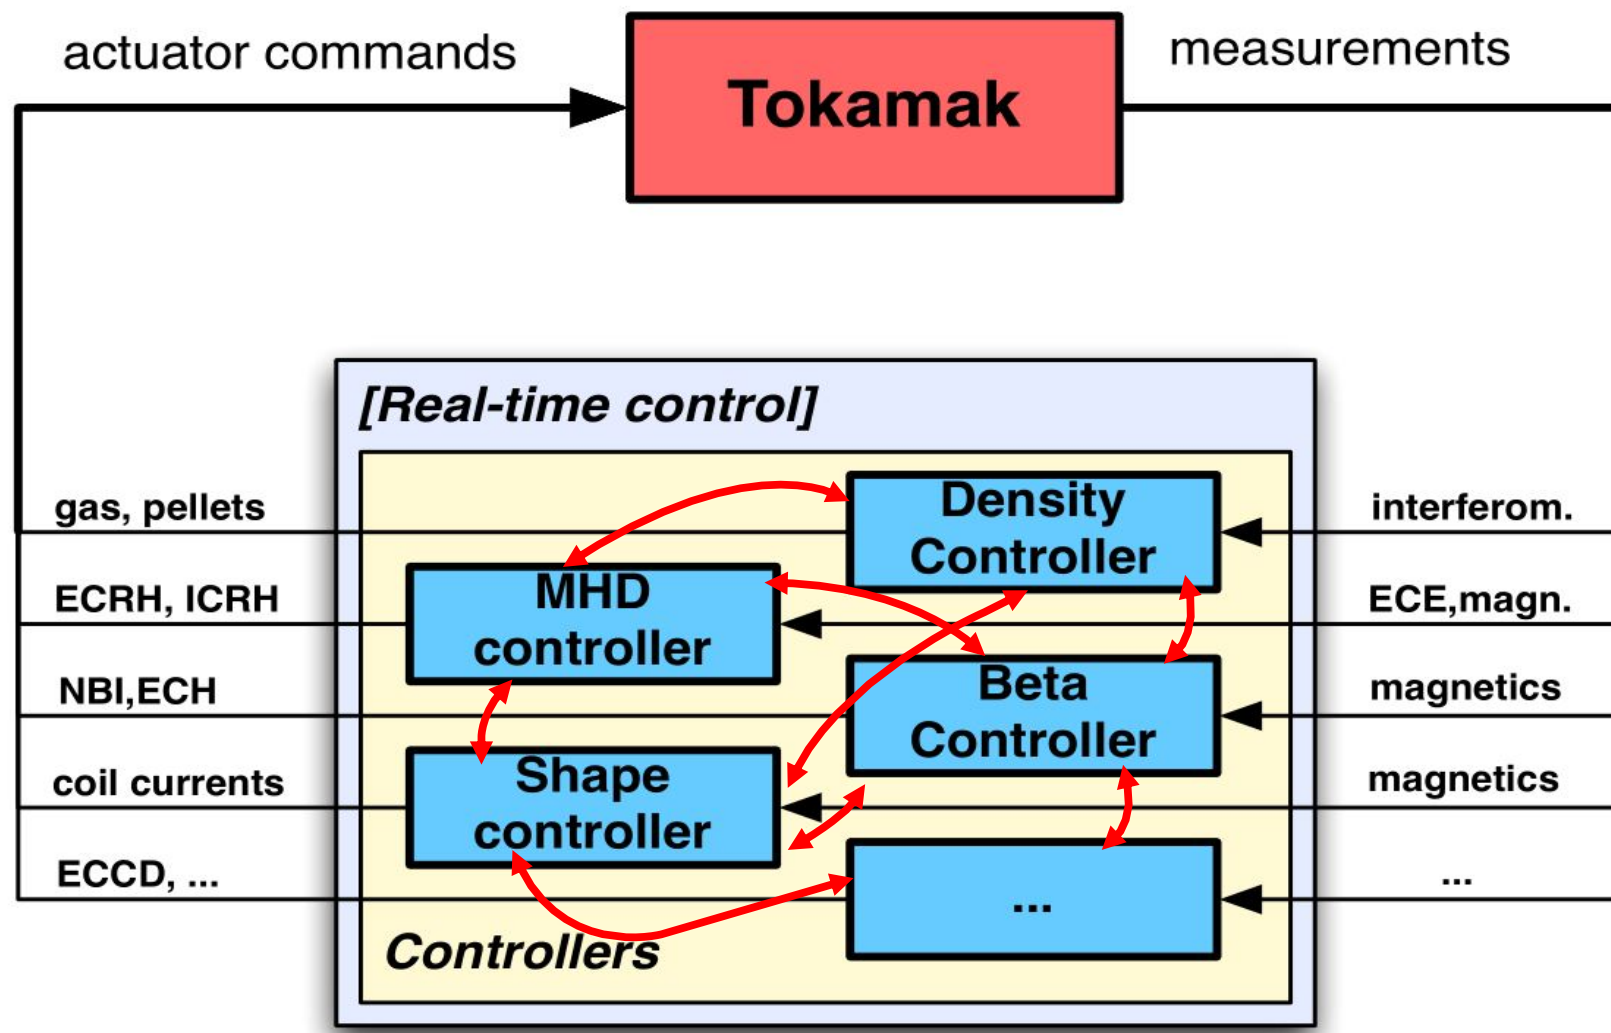 actuator commands
Tokamak
measurements
[Real-time control]
gas, pellets
Density
Controller
interferom.
ECRH, ICRH
MHD
controller
ECE,magn.
NBI,ECH
Beta
Controller
magnetics
coil currents
Shape
controller
magnetics
ECCD, ...
...
...
Controllers